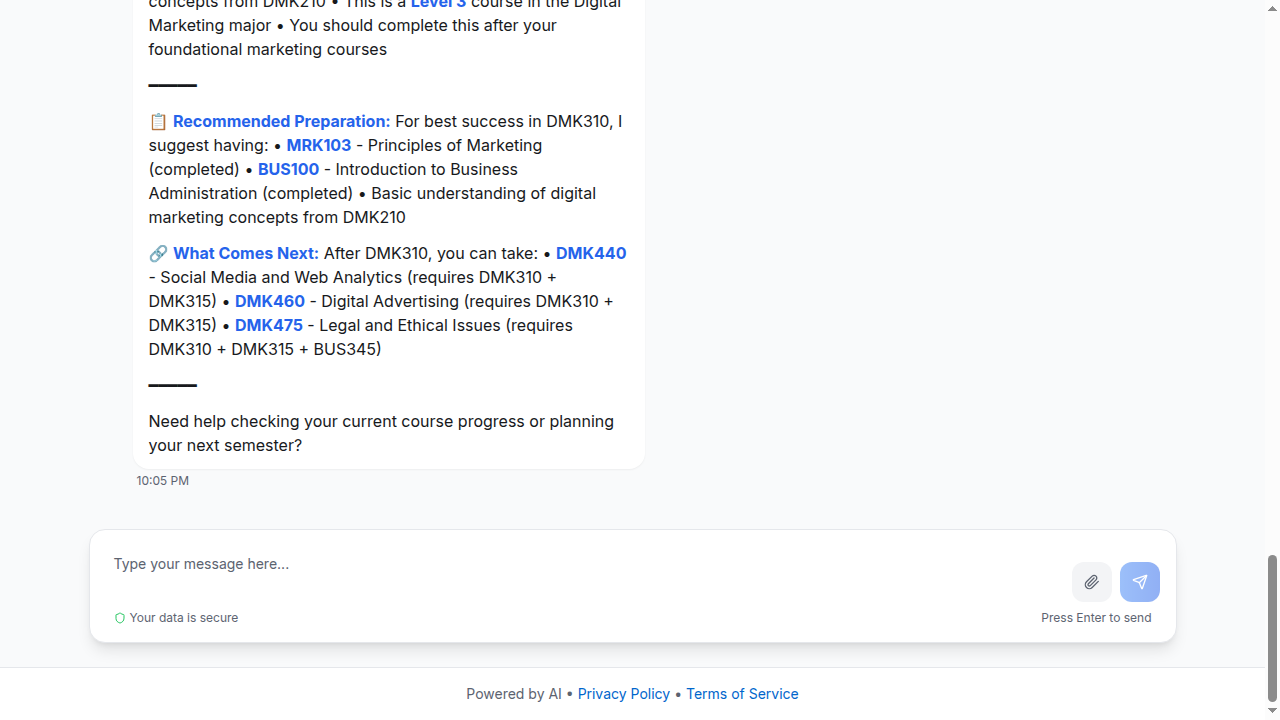 concepts from DMK210 • This is a Level 3 course in the Digital
Marketing major • You should complete this after your
foundational marketing courses
📋 Recommended Preparation: For best success in DMK310, I
suggest having: • MRK103 - Principles of Marketing
(completed) • BUS100 - Introduction to Business
Administration (completed) • Basic understanding of digital
marketing concepts from DMK210
🔗 What Comes Next: After DMK310, you can take: • DMK440
- Social Media and Web Analytics (requires DMK310 +
DMK315) • DMK460 - Digital Advertising (requires DMK310 +
DMK315) • DMK475 - Legal and Ethical Issues (requires
DMK310 + DMK315 + BUS345)
Need help checking your current course progress or planning
your next semester?
10:05 PM
Type your message here...
Your data is secure
Press Enter to send
Powered by AI • Privacy Policy • Terms of Service